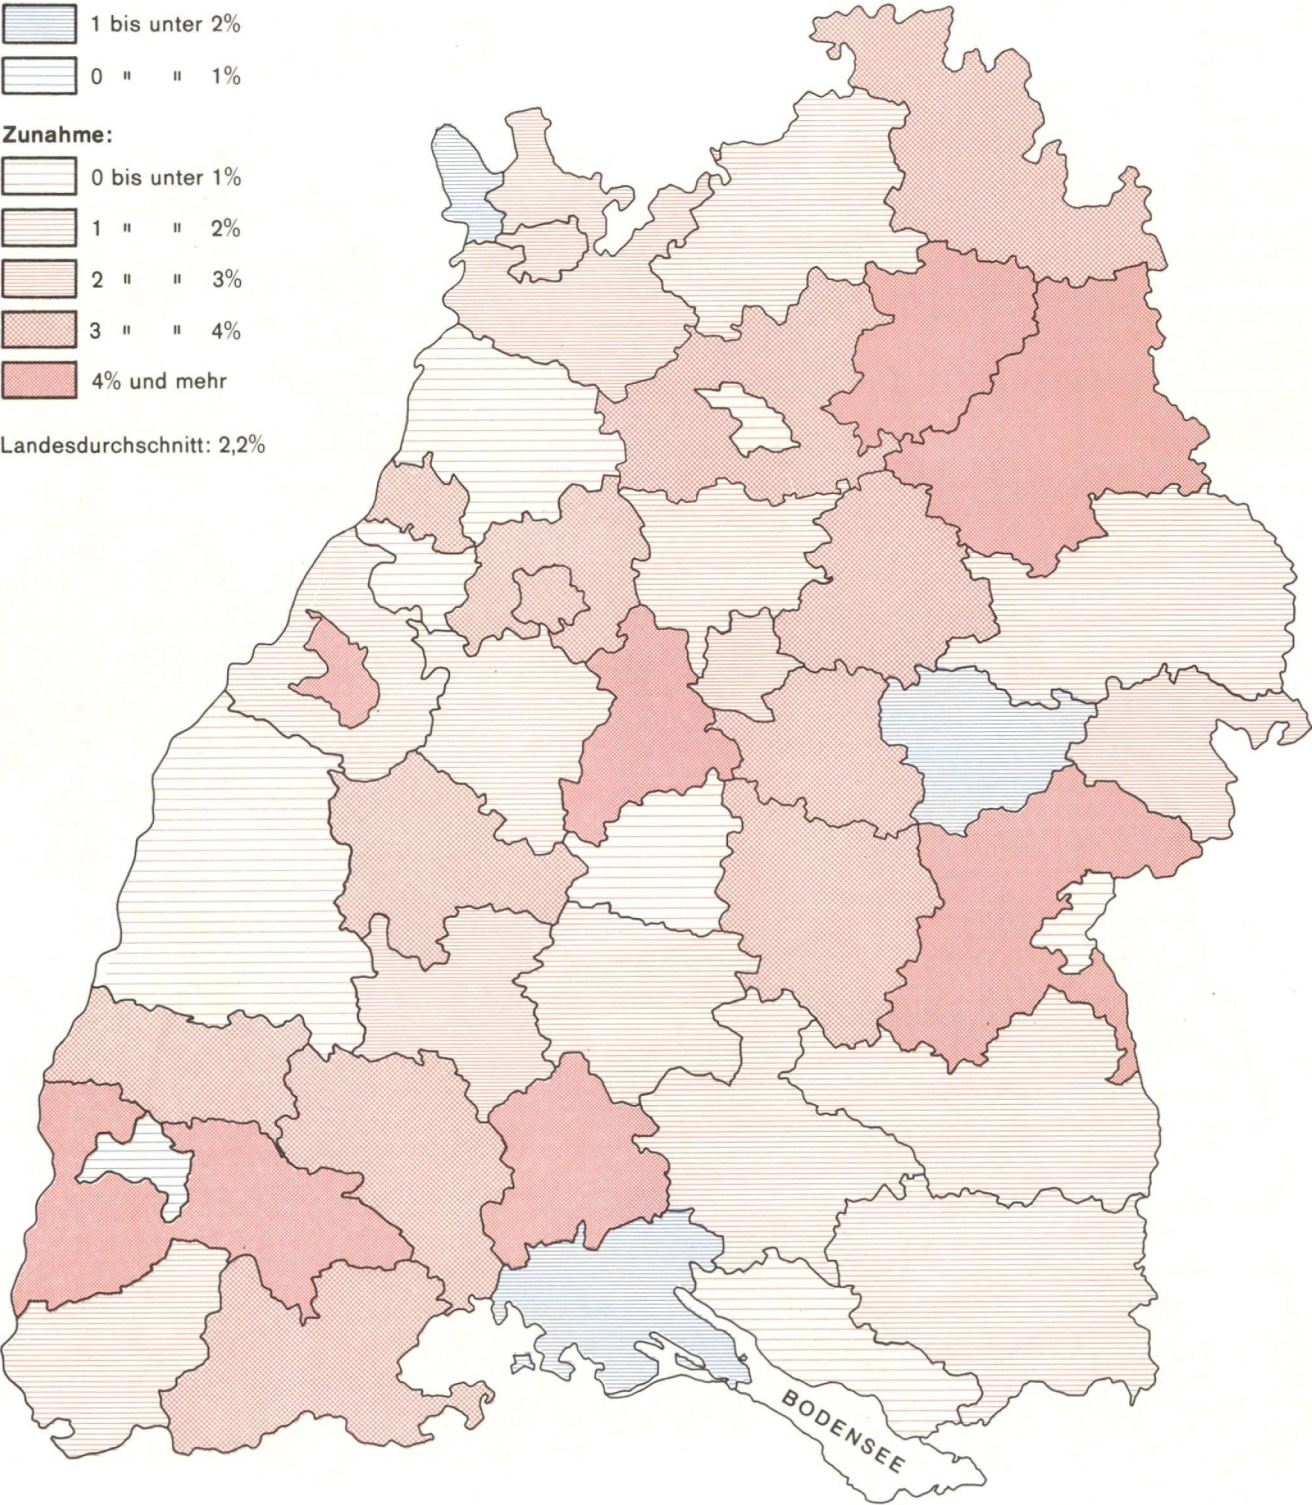 1 bis unter 2%
0 " " 1%
Zunahme:
0 bis unter 1%
1 " " 2%
2 " " 3%
3 " " 4%
4% und mehr
Landesdurchschnitt: 2,2%
BODENSEE